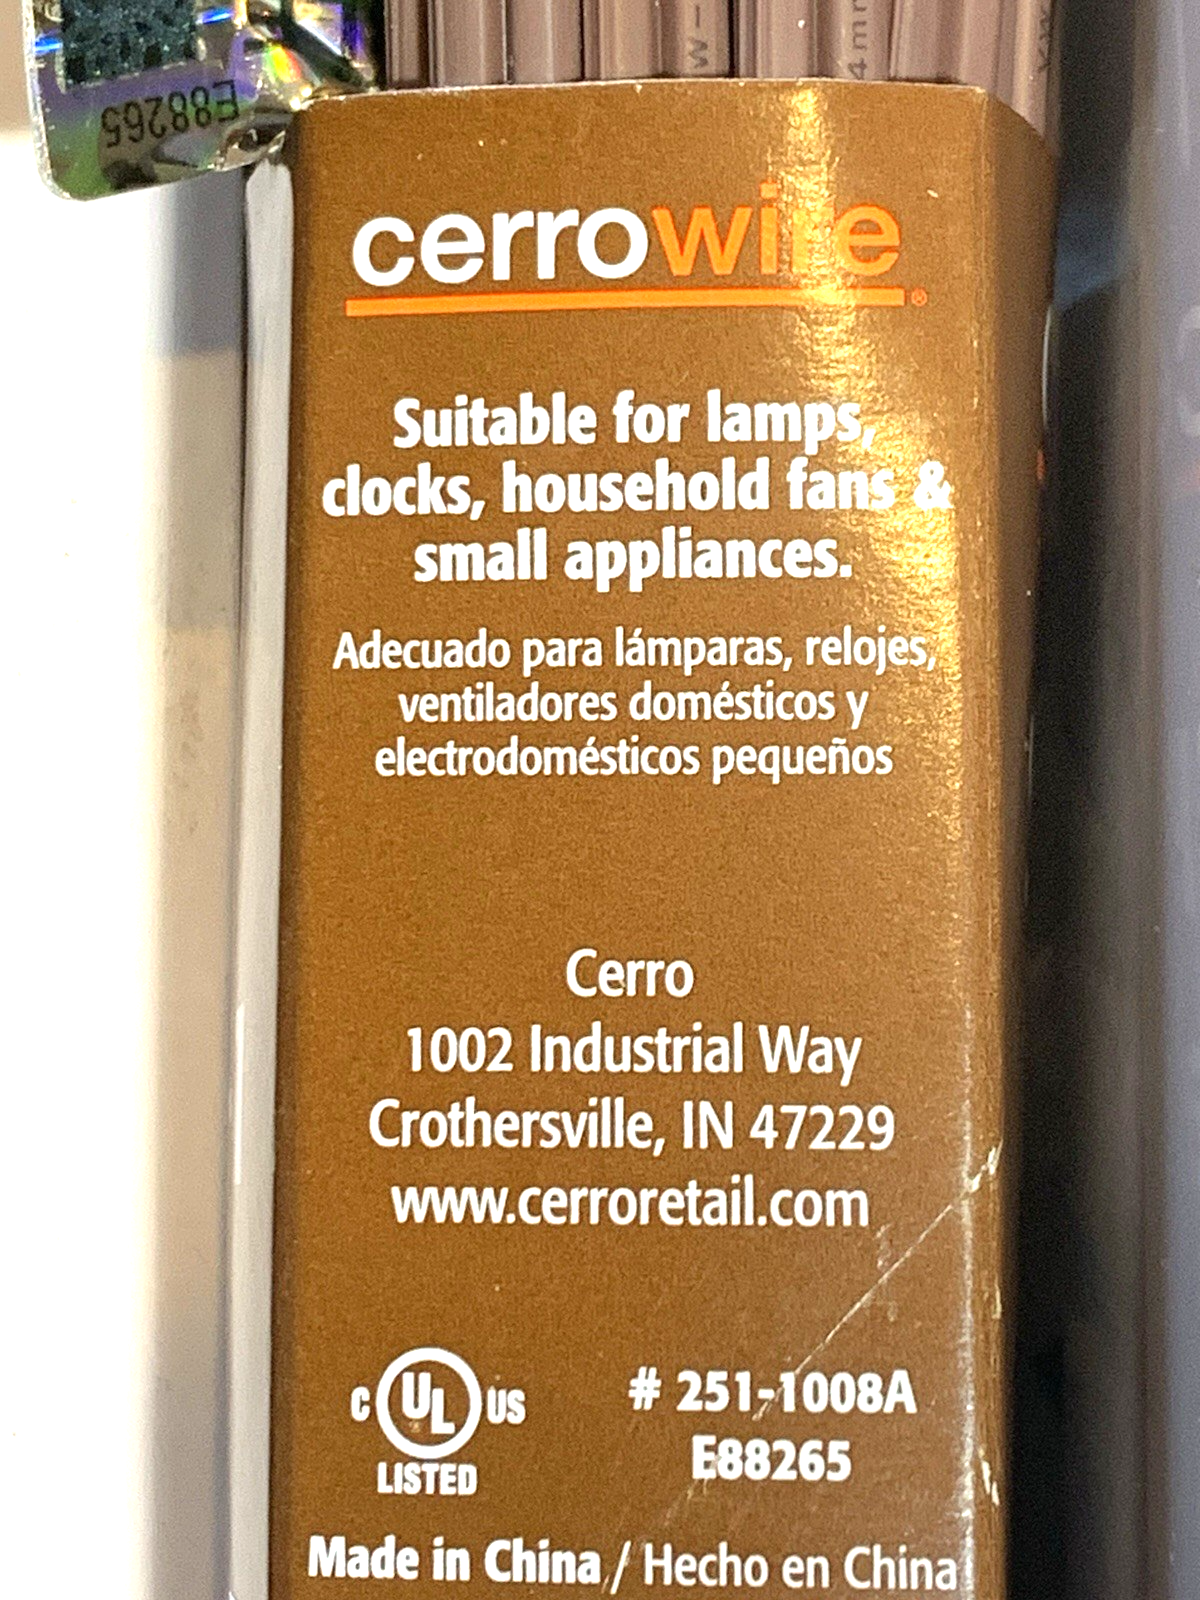 E88265
W-1
4mm
cerrowire®
Suitable for lamps,
clocks, household fans &
small appliances.
Adecuado para lámparas, relojes,
ventiladores domésticos y
electrodomésticos pequeños
Cerro
1002 Industrial Way
Crothersville, IN 47229
www.cerroretail.com
C UL US
LISTED
# 251-1008A
E88265
Made in China / Hecho en China